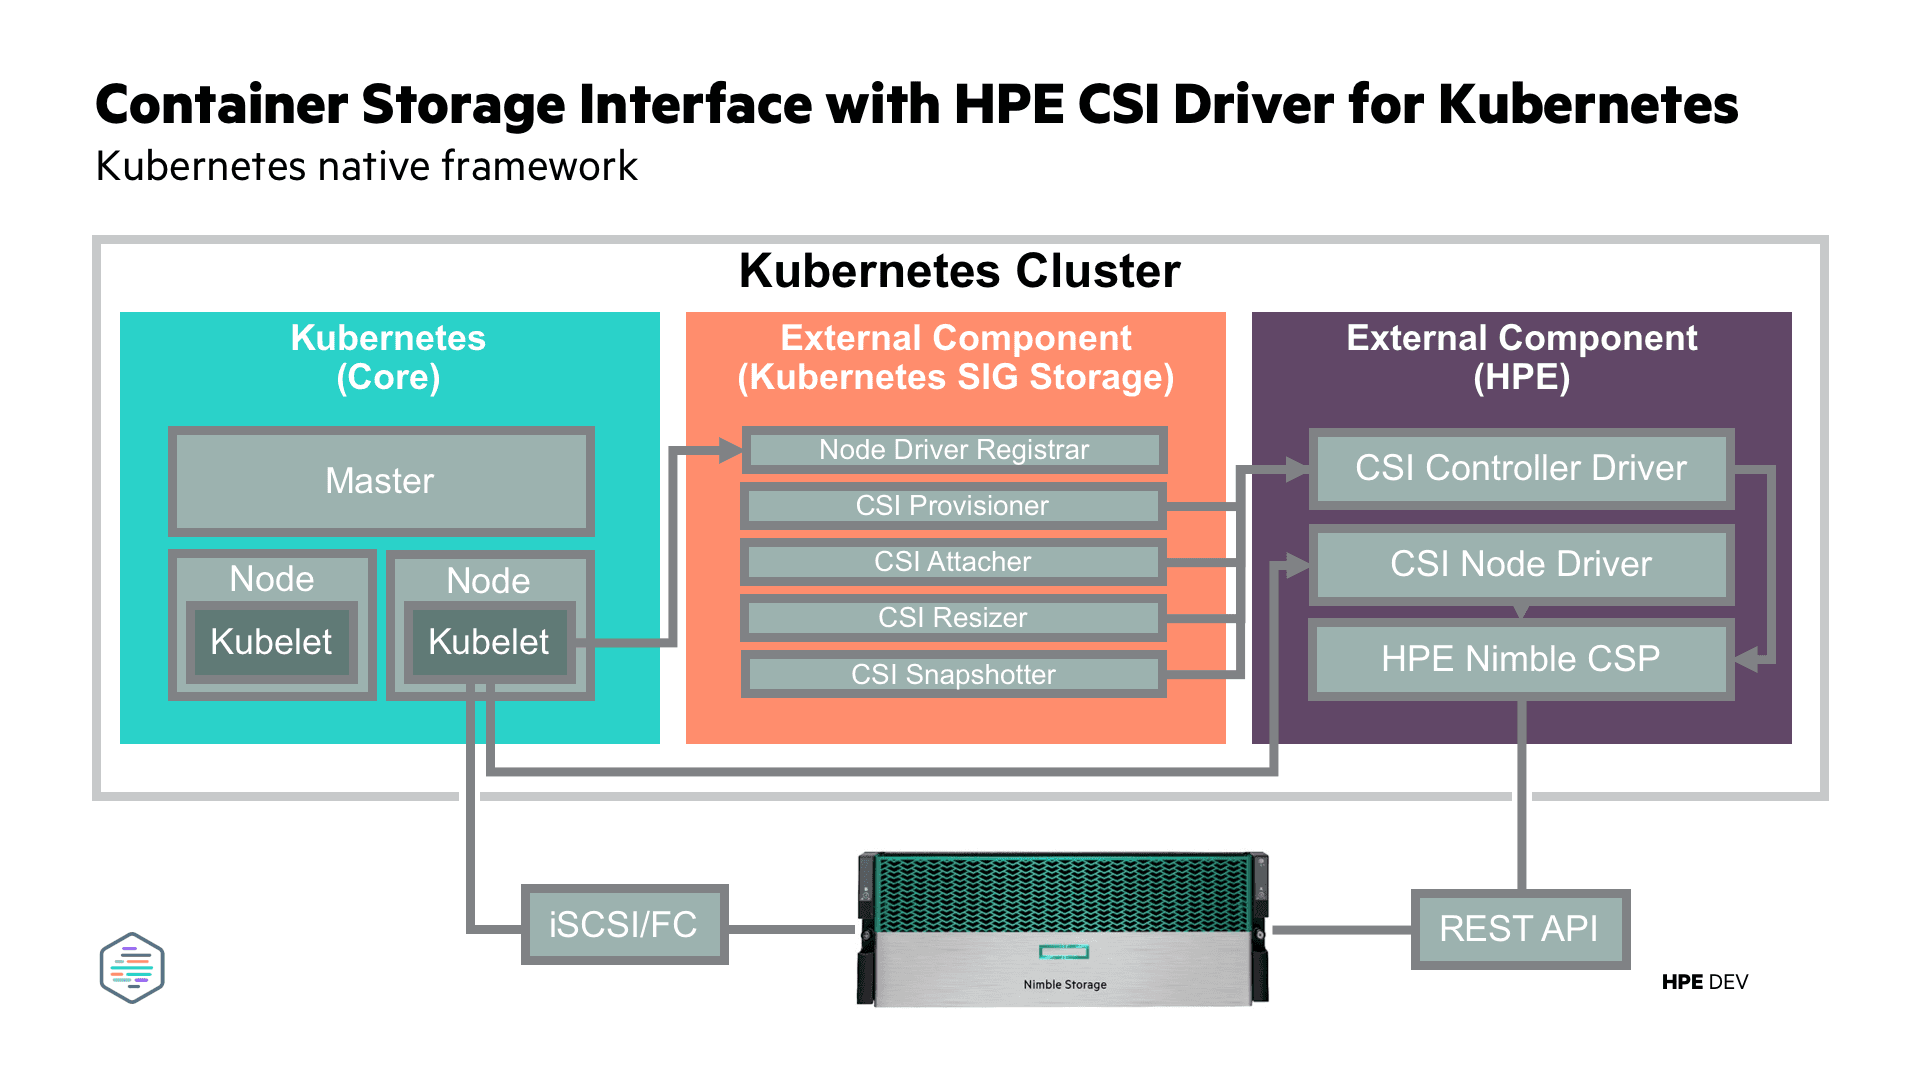 Container Storage Interface with HPE CSI Driver for Kubernetes
Kubernetes native framework
Kubernetes Cluster
Kubernetes
(Core)
Master
Node
Kubelet
Node
Kubelet
External Component
(Kubernetes SIG Storage)
Node Driver Registrar
CSI Provisioner
CSI Attacher
CSI Resizer
CSI Snapshotter
External Component
(HPE)
CSI Controller Driver
CSI Node Driver
HPE Nimble CSP
iSCSI/FC
Nimble Storage
REST API
HPE DEV